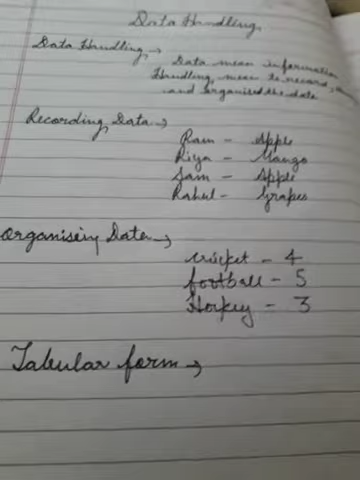 Data Handling
Data Handling →
Data mean information
Handling, mean to record,
and organised the data
Recording Data →
Ram - Apple
Riya - Mango
Sam - Apple
Rahul - Grapes
organising Data →
cricket - 4
football - 5
Hockey - 3
Tabular form →